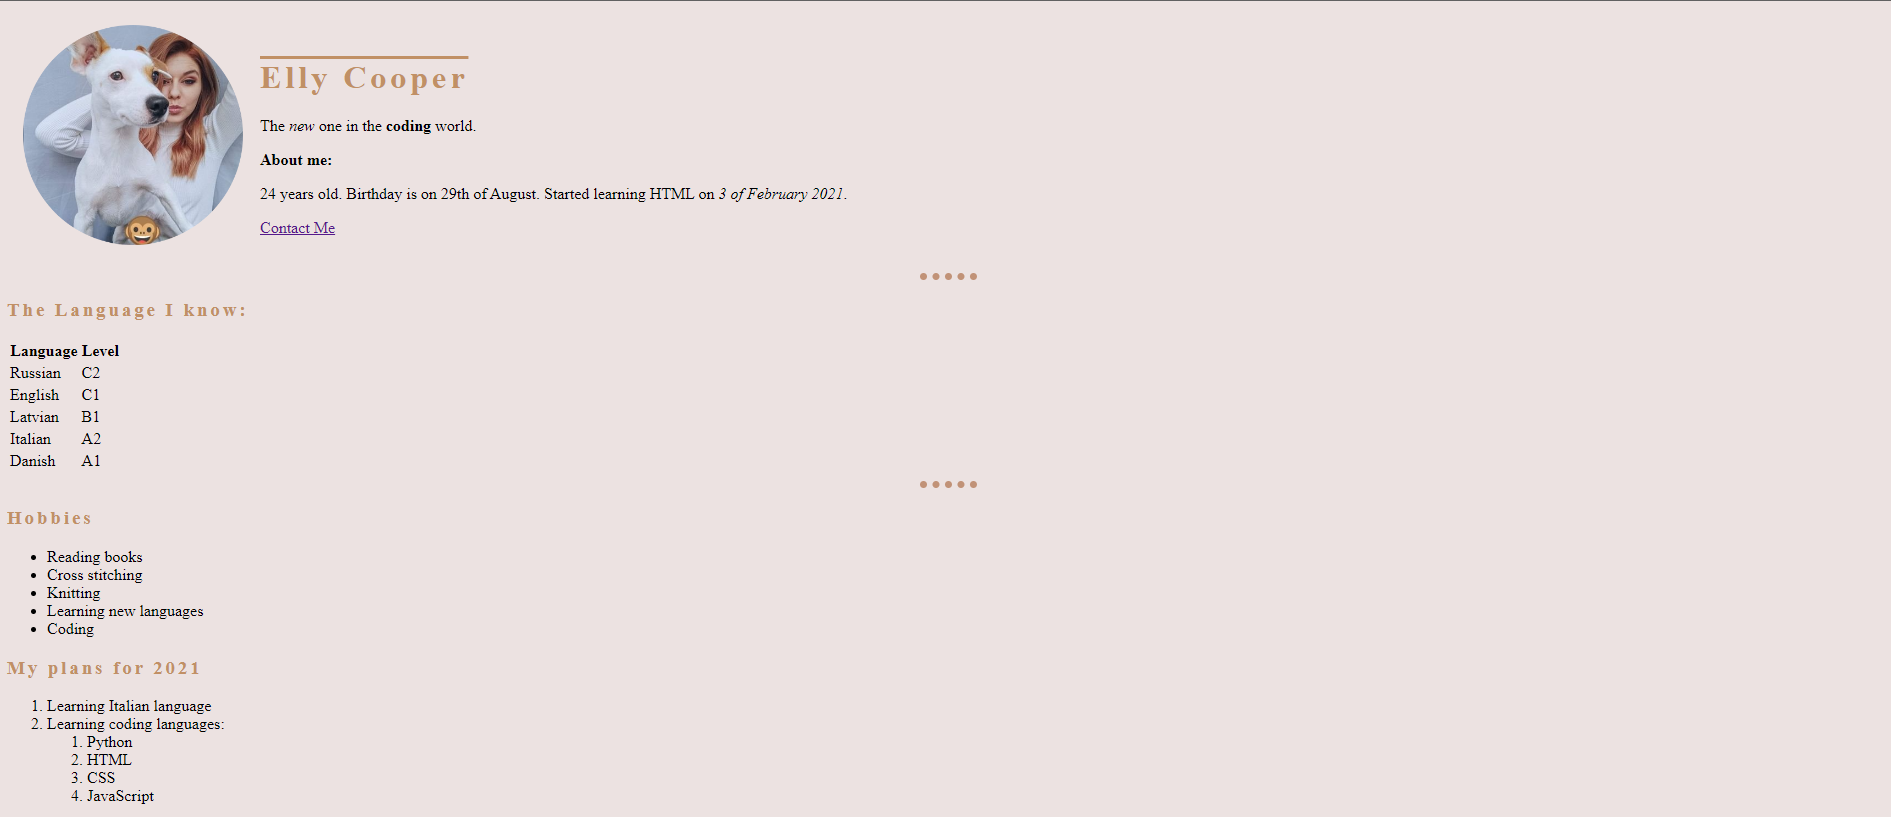 Elly Cooper
The new one in the coding world.
About me:
24 years old. Birthday is on 29th of August. Started learning HTML on 3 of February 2021.
Contact Me
The Language I know:
Language Level
Russian C2
English C1
Latvian B1
Italian A2
Danish A1
Hobbies
• Reading books
• Cross stitching
• Knitting
• Learning new languages
• Coding
My plans for 2021
1. Learning Italian language
2. Learning coding languages:
1. Python
2. HTML
3. CSS
4. JavaScript